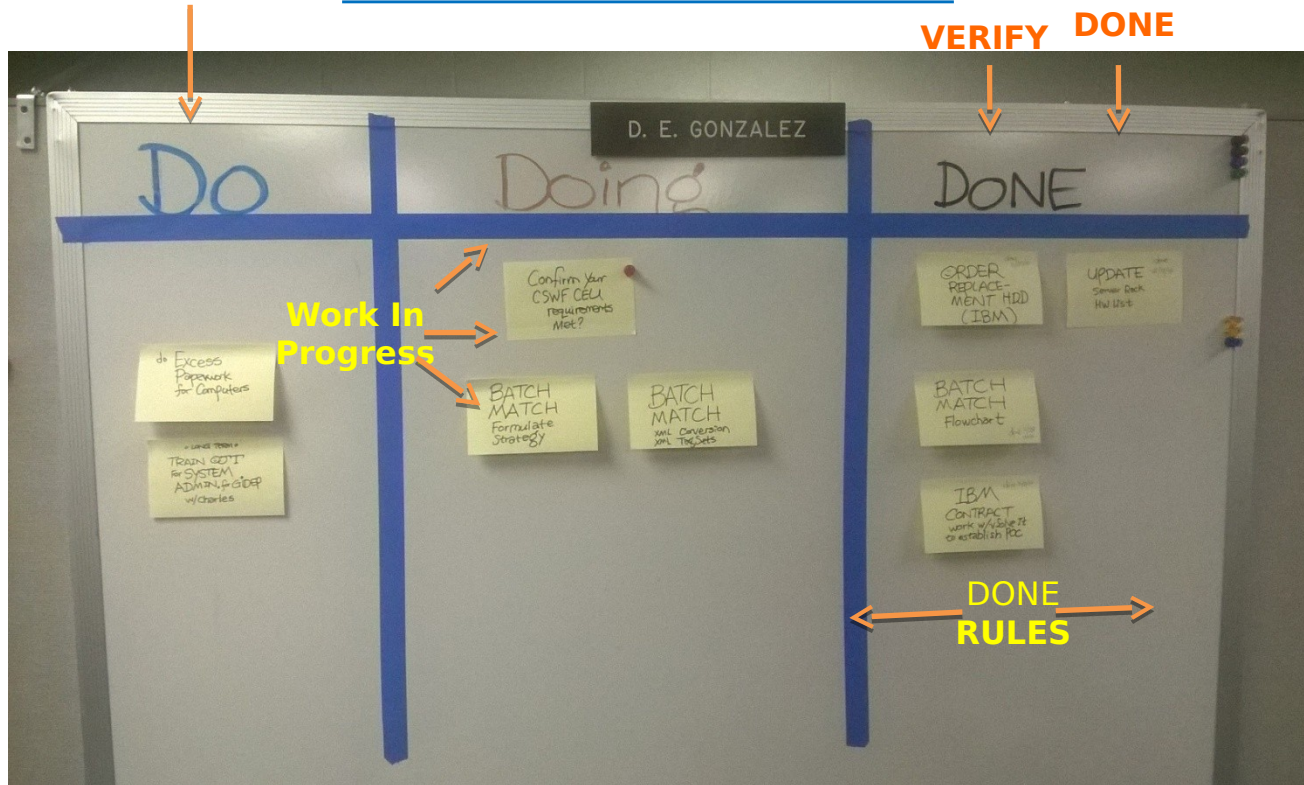 VERIFY
DONE
D. E. GONZALEZ
Do
Doing
DONE
Work In
Progress
do Excess
Paperwork
for Computers
- LONG TERM -
TRAIN
for SYSTEM
ADMIN. for GIDEP
w/Charles
Confirm Your
CSWF CEU
requirements
Met?
BATCH
MATCH
Formulate
Strategy
BATCH
MATCH
XML Conversion
XML Tag Sets
ORDER
REPLACE-
MENT HDD
(IBM)
UPDATE
Server Rack
HW List
BATCH
MATCH
Flowchart
IBM
CONTRACT
work
to establish POC
DONE
RULES